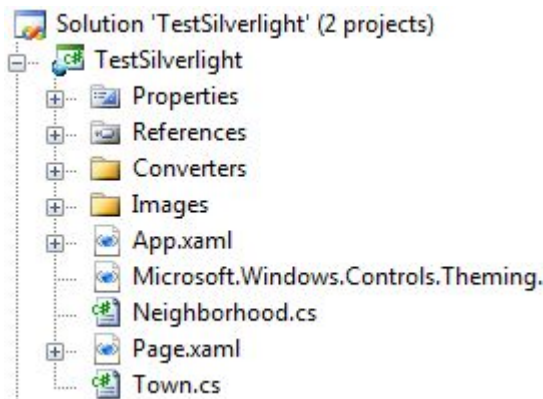 Solution 'TestSilverlight' (2 projects)
TestSilverlight
Properties
References
Converters
Images
App.xaml
Microsoft.Windows.Controls.Theming.
Neighborhood.cs
Page.xaml
Town.cs